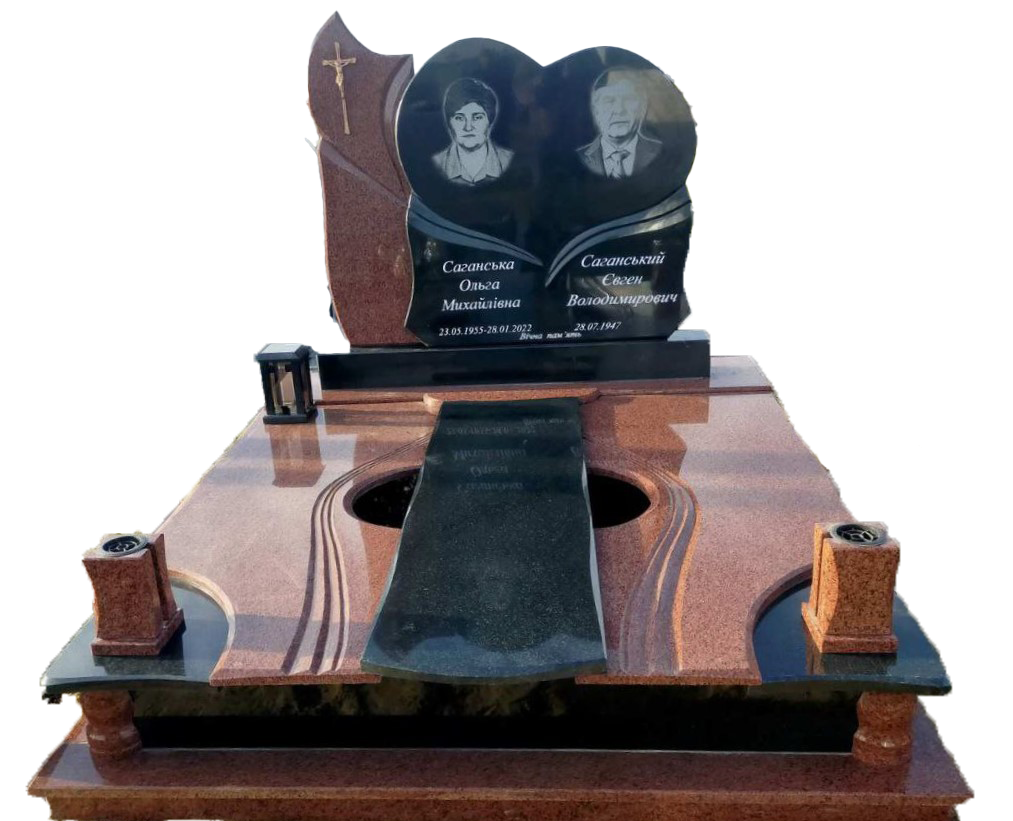 Саганська
Ольга
Михайлівна
23.05.1955-28.01.2022
Саганський
Євген
Володимирович
28.07.1947
Вічна пам'ять